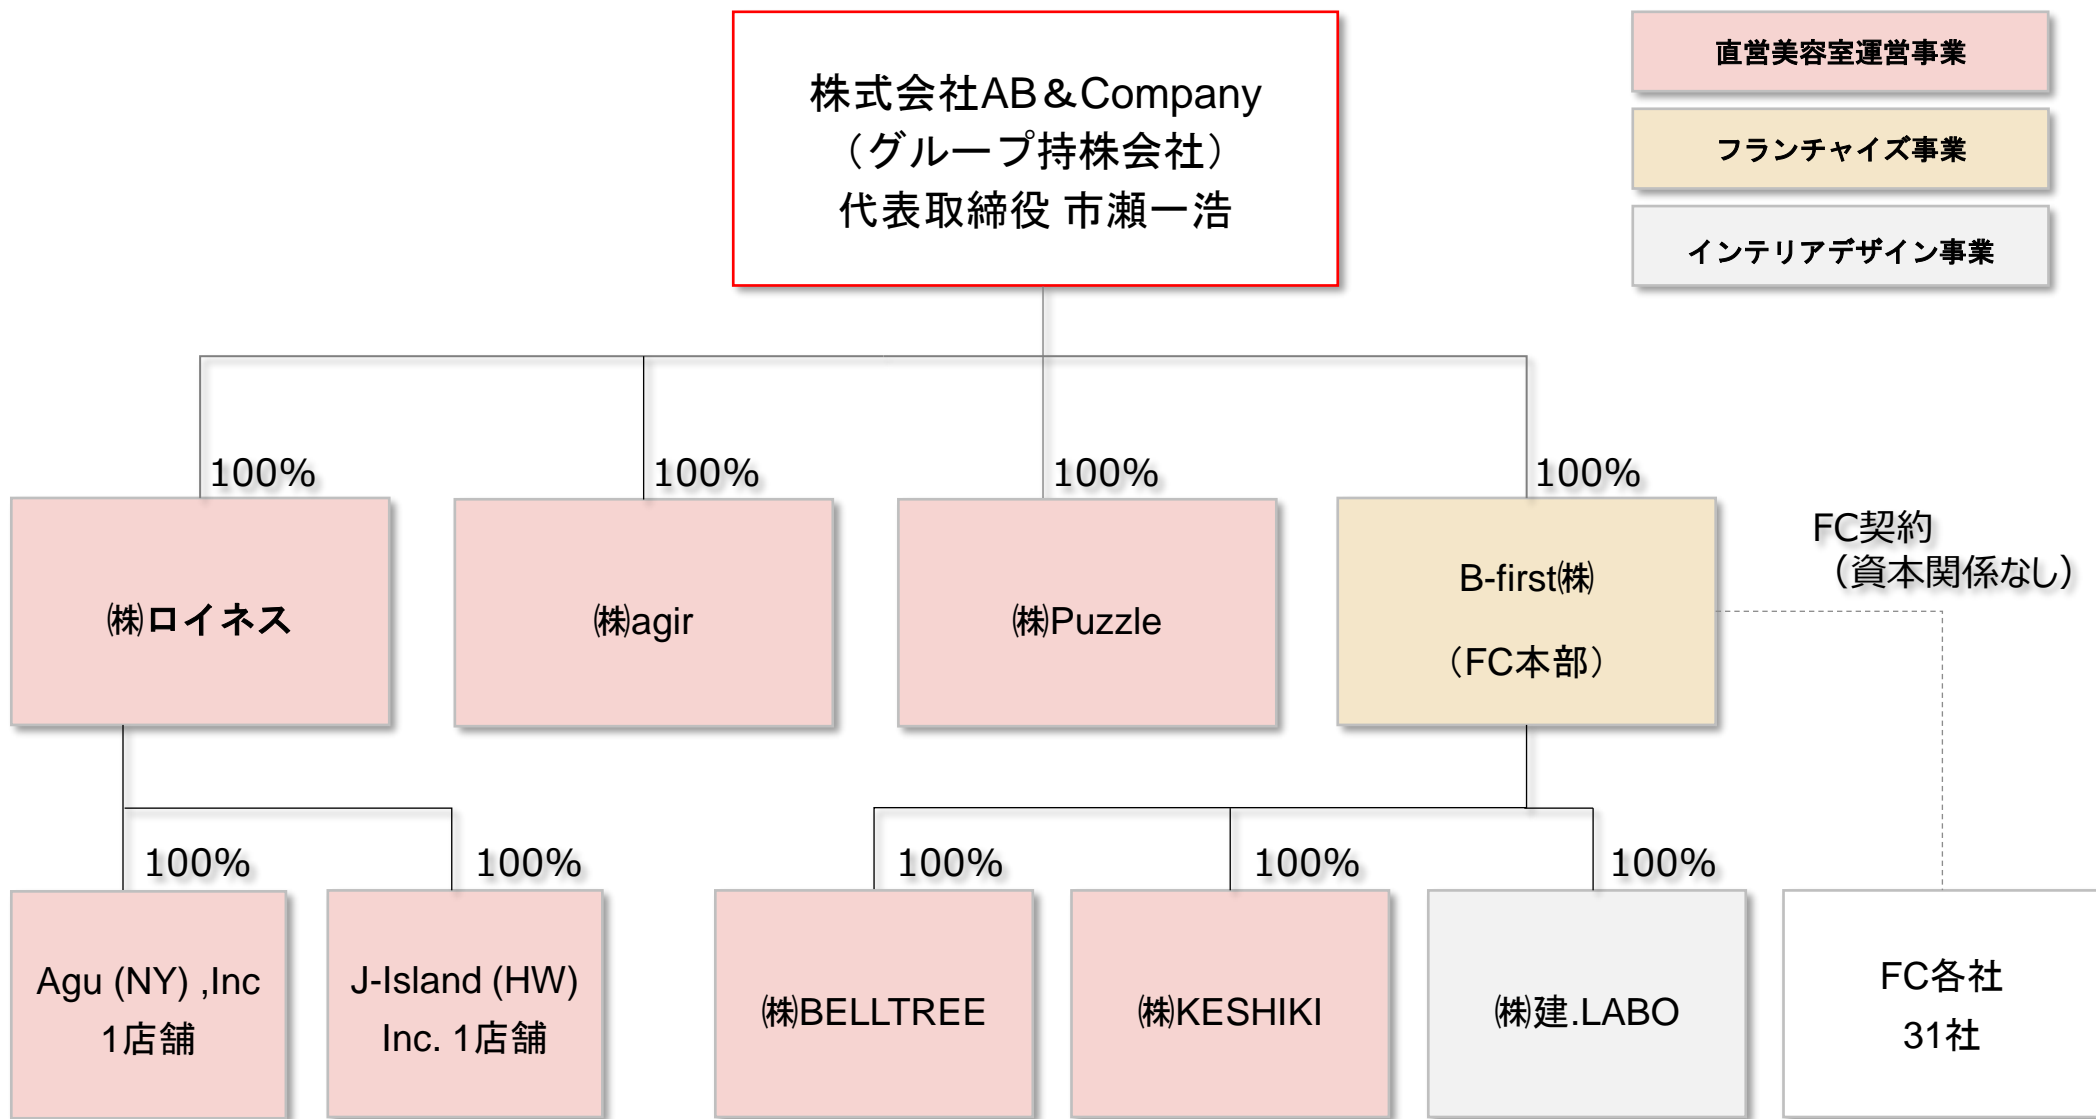 株式会社AB＆Company
（グループ持株会社）
代表取締役 市瀬一浩
直営美容室運営事業
フランチャイズ事業
インテリアデザイン事業
100%
100%
100%
100%
㈱ロイネス
㈱agir
㈱Puzzle
B-first㈱
（FC本部）
FC契約
（資本関係なし）
100%
100%
100%
100%
100%
Agu (NY) ,Inc
1店舗
J-Island (HW)
Inc. 1店舗
㈱BELLTREE
㈱KESHIKI
㈱建.LABO
FC各社
31社